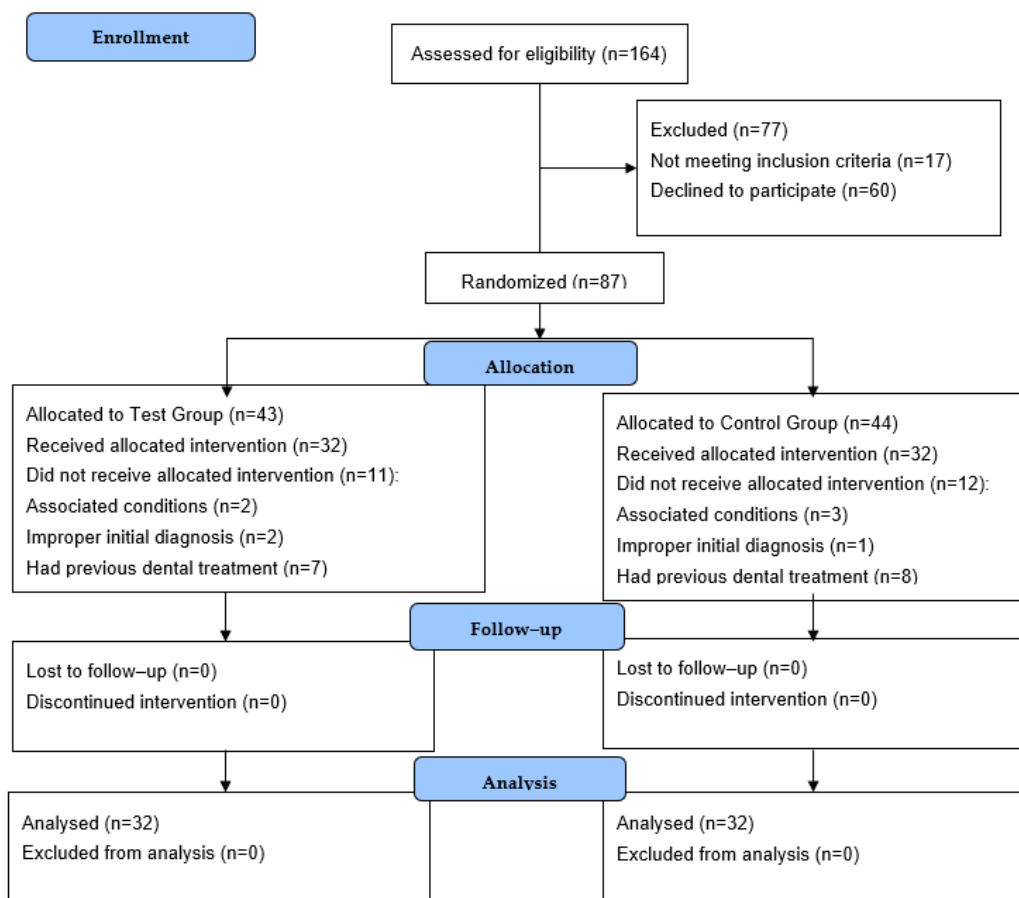 Enrollment
Assessed for eligibility (n=164)
Excluded (n=77)
Not meeting inclusion criteria (n=17)
Declined to participate (n=60)
Randomized (n=87)
Allocation
Allocated to Test Group (n=43)
Received allocated intervention (n=32)
Did not receive allocated intervention (n=11):
Associated conditions (n=2)
Improper initial diagnosis (n=2)
Had previous dental treatment (n=7)
Allocated to Control Group (n=44)
Received allocated intervention (n=32)
Did not receive allocated intervention (n=12):
Associated conditions (n=3)
Improper initial diagnosis (n=1)
Had previous dental treatment (n=8)
Follow–up
Lost to follow–up (n=0)
Discontinued intervention (n=0)
Lost to follow–up (n=0)
Discontinued intervention (n=0)
Analysis
Analysed (n=32)
Excluded from analysis (n=0)
Analysed (n=32)
Excluded from analysis (n=0)